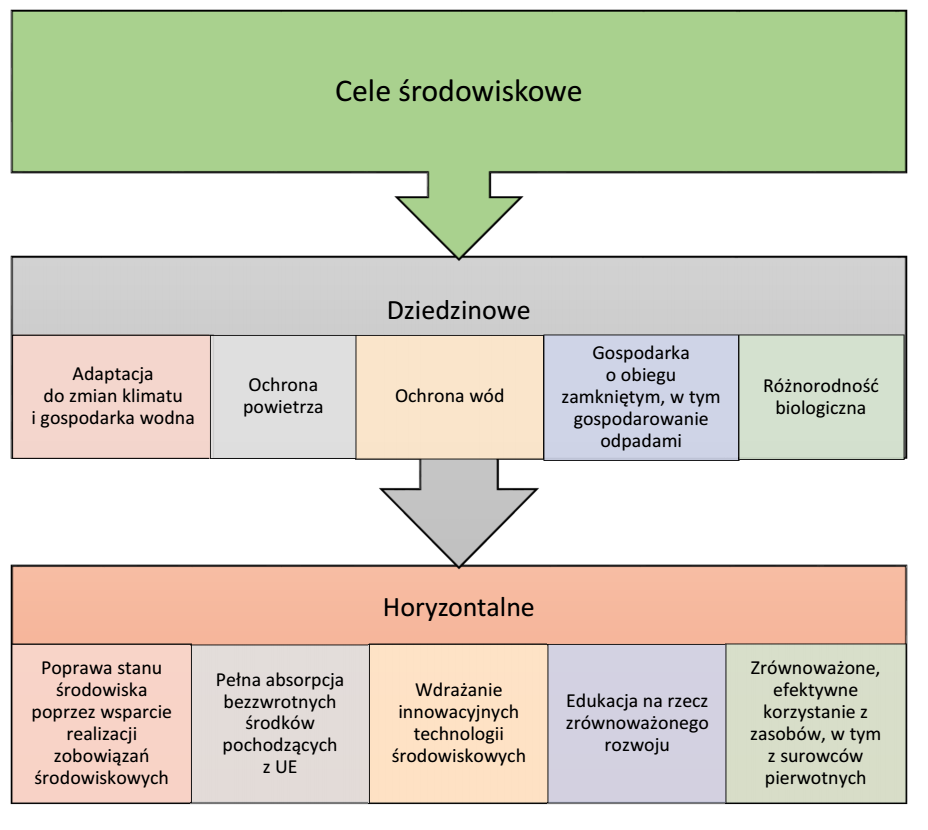 Cele środowiskowe
Dziedzinowe
Adaptacja
do zmian klimatu
i gospodarka wodna
Ochrona
powietrza
Ochrona wód
Gospodarka
o obiegu
zamkniętym, w tym
gospodarowanie
odpadami
Różnorodność
biologiczna
Horyzontalne
Poprawa stanu
środowiska
poprzez wsparcie
realizacji
zobowiązań
środowiskowych
Pełna absorpcja
bezzwrotnych
środków
pochodzących
z UE
Wdrażanie
innowacyjnych
technologii
środowiskowych
Edukacja na rzecz
zrównoważonego
rozwoju
Zrównoważone,
efektywne
korzystanie z
zasobów, w tym
z surowców
pierwotnych